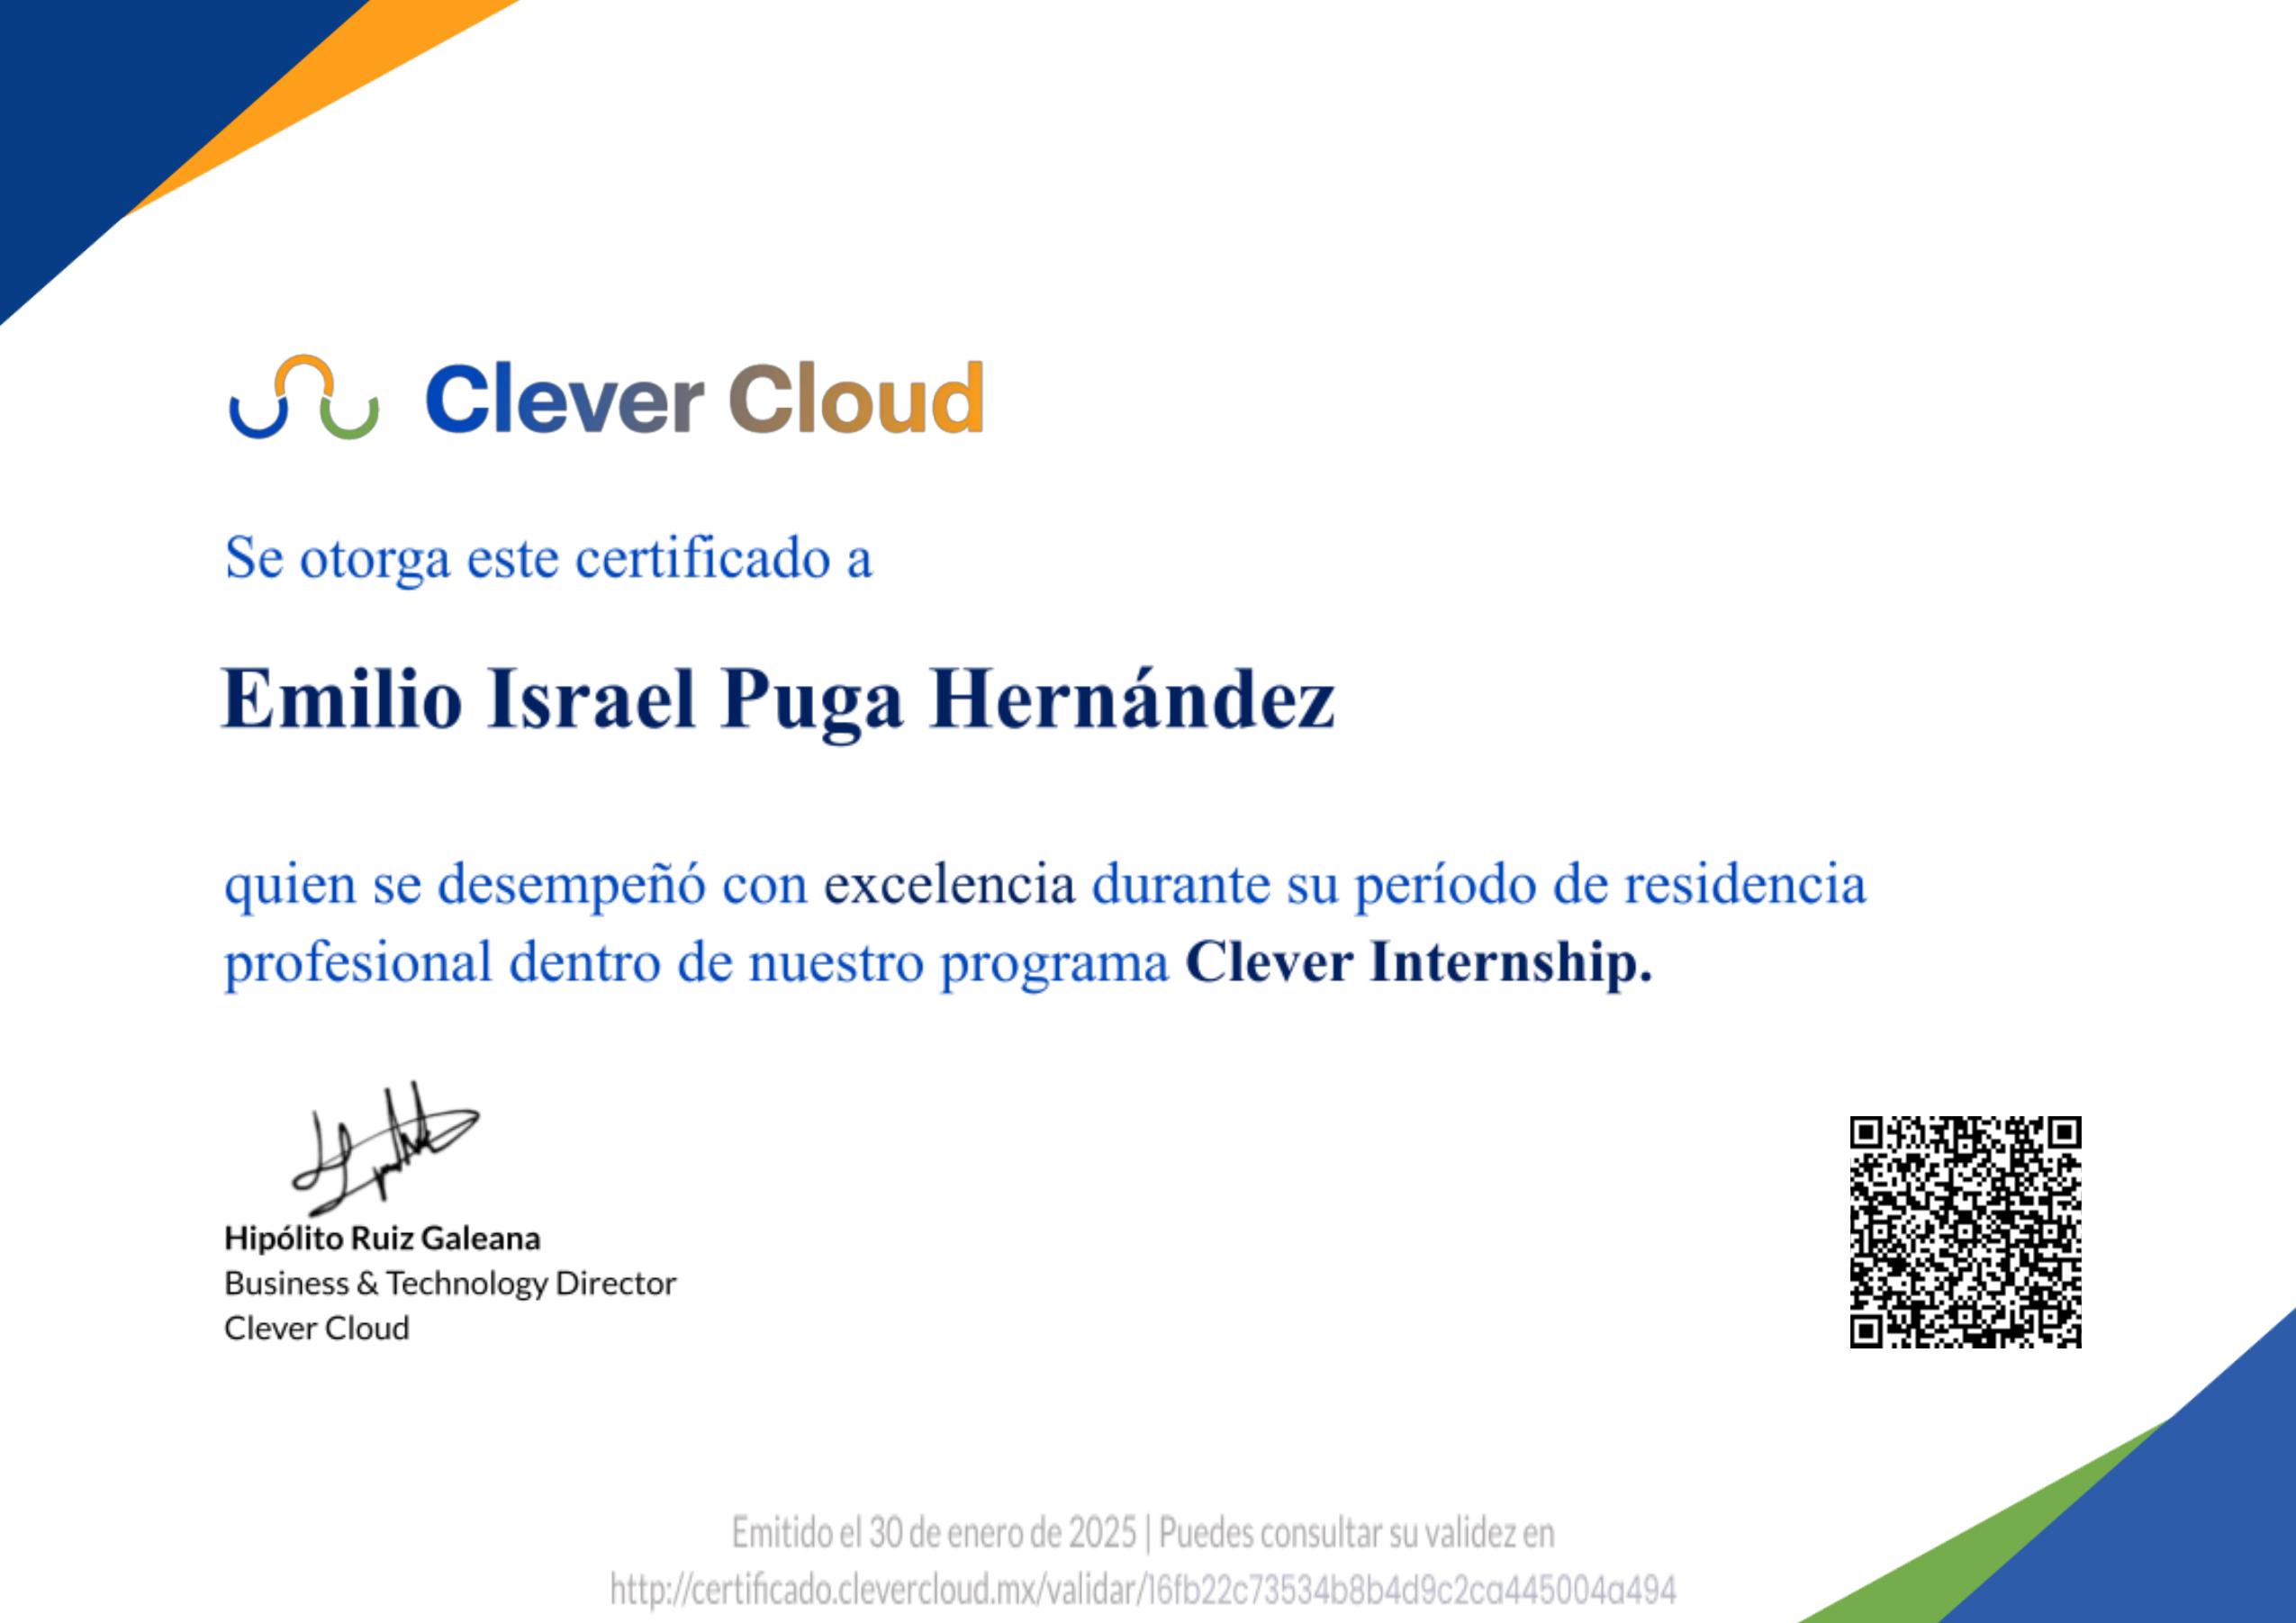 Clever Cloud
Se otorga este certificado a
Emilio Israel Puga Hernández
quien se desempeñó con excelencia durante su período de residencia
profesional dentro de nuestro programa Clever Internship.
Hipólito Ruiz Galeana
Business & Technology Director
Clever Cloud
Emitido el 30 de enero de 2025 | Puedes consultar su validez en
http://certificado.clevercloud.mx/validar/16fb22c73534b8b4d9c2ca445004a494